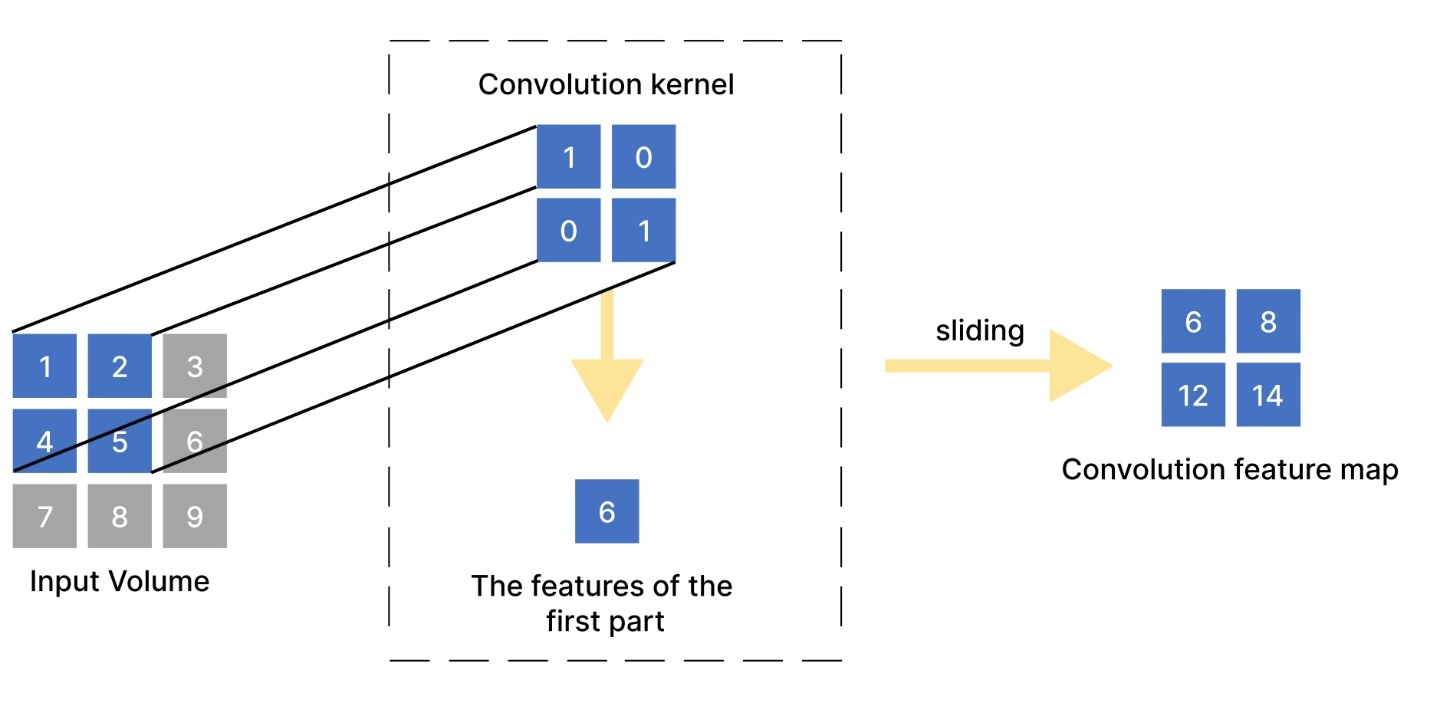 Convolution kernel
1 0
0 1
1 2 3
4 5 6
7 8 9
Input Volume
6
The features of the
first part
sliding
6 8
12 14
Convolution feature map